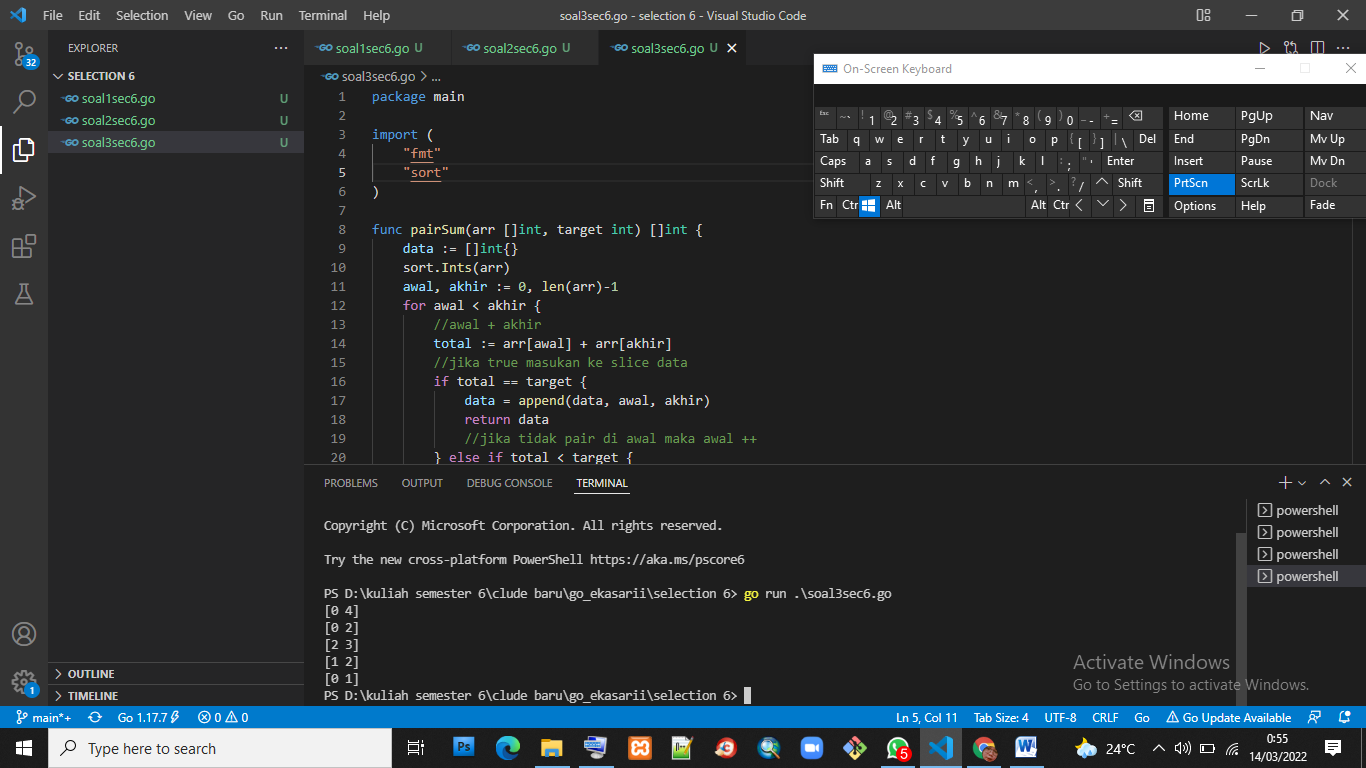 File Edit Selection View Go Run Terminal Help
soal3sec6.go - selection 6 - Visual Studio Code
EXPLORER
SELECTION 6
soal1sec6.go U
soal2sec6.go U
soal3sec6.go U
OUTLINE
TIMELINE
32
1
soal1sec6.go U
soal2sec6.go U
soal3sec6.go U
soal3sec6.go > ...
1 package main
2
3 import (
4 "fmt"
5 "sort"
6 )
7
8 func pairSum(arr []int, target int) []int {
9 data := []int{}
10 sort.Ints(arr)
11 awal, akhir := 0, len(arr)-1
12 for awal < akhir {
13 //awal + akhir
14 total := arr[awal] + arr[akhir]
15 //jika true masukan ke slice data
16 if total == target {
17 data = append(data, awal, akhir)
18 return data
19 //jika tidak pair di awal maka awal ++
20 } else if total < target {
On-Screen Keyboard
Esc ~ ` ! 1 @ 2 # 3 $ 4 % 5 ^ 6 & 7 * 8 ( 9 ) 0 _ - + = Home PgUp Nav
Tab q w e r t y u i o p { [ } ] | \ Del End PgDn Mv Up
Caps a s d f g h j k l : ; " ' Enter Insert Pause Mv Dn
Shift z x c v b n m < , > . ? / Shift PrtScn ScrLk Dock
Fn Ctr Alt Alt Ctr Options Help Fade
PROBLEMS OUTPUT DEBUG CONSOLE TERMINAL
Copyright (C) Microsoft Corporation. All rights reserved.
Try the new cross-platform PowerShell https://aka.ms/pscore6
PS D:\kuliah semester 6\clude baru\go_ekasarii\selection 6> go run .\soal3sec6.go
[0 4]
[0 2]
[2 3]
[1 2]
[0 1]
PS D:\kuliah semester 6\clude baru\go_ekasarii\selection 6>
powershell
powershell
powershell
powershell
Activate Windows
Go to Settings to activate Windows.
main*+ Go 1.17.7 0 0 Ln 5, Col 11 Tab Size: 4 UTF-8 CRLF Go Go Update Available
Type here to search
Ps
5
W
24°C
0:55
14/03/2022